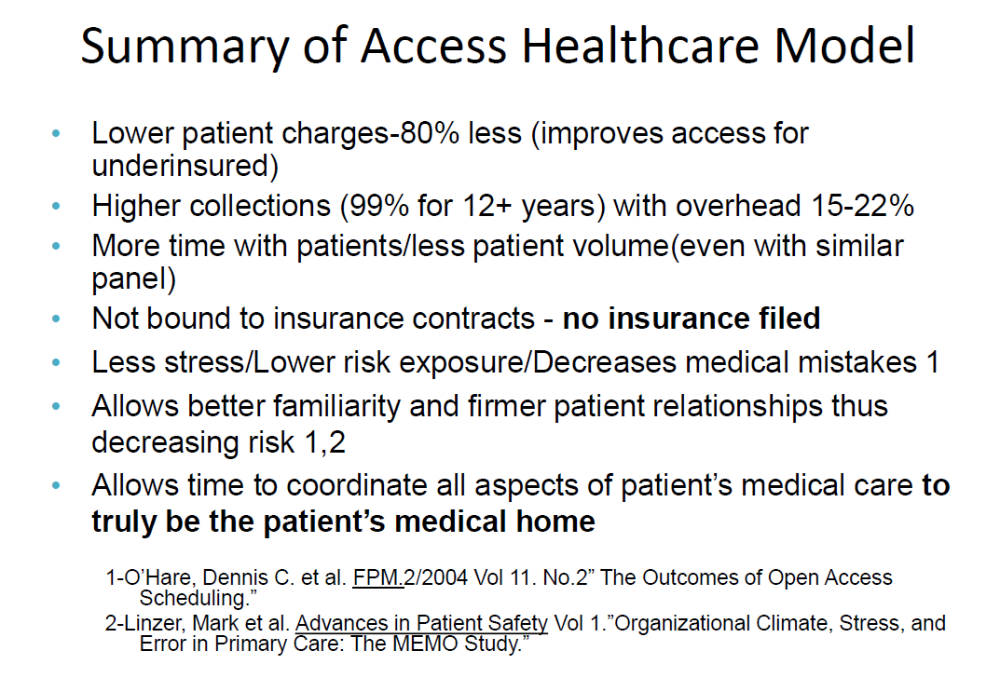 Summary of Access Healthcare Model
• Lower patient charges-80% less (improves access for
underinsured)
• Higher collections (99% for 12+ years) with overhead 15-22%
• More time with patients/less patient volume(even with similar
panel)
• Not bound to insurance contracts - no insurance filed
• Less stress/Lower risk exposure/Decreases medical mistakes 1
• Allows better familiarity and firmer patient relationships thus
decreasing risk 1,2
• Allows time to coordinate all aspects of patient’s medical care to
truly be the patient’s medical home
1-O’Hare, Dennis C. et al. FPM.2/2004 Vol 11. No.2” The Outcomes of Open Access
Scheduling.”
2-Linzer, Mark et al. Advances in Patient Safety Vol 1.”Organizational Climate, Stress, and
Error in Primary Care: The MEMO Study.”